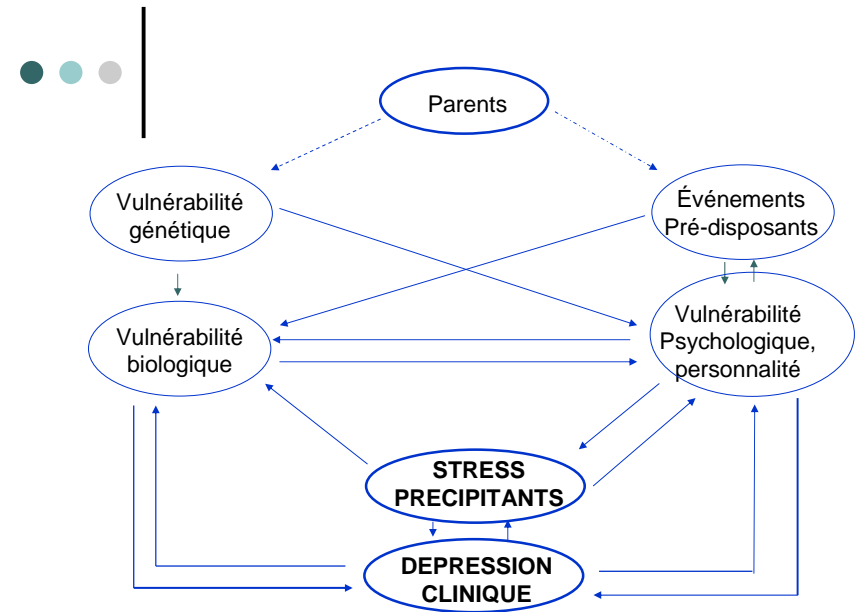 Parents
Vulnérabilité
génétique
Événements
Pré-disposants
Vulnérabilité
biologique
Vulnérabilité
Psychologique,
personnalité
STRESS
PRECIPITANTS
DEPRESSION
CLINIQUE